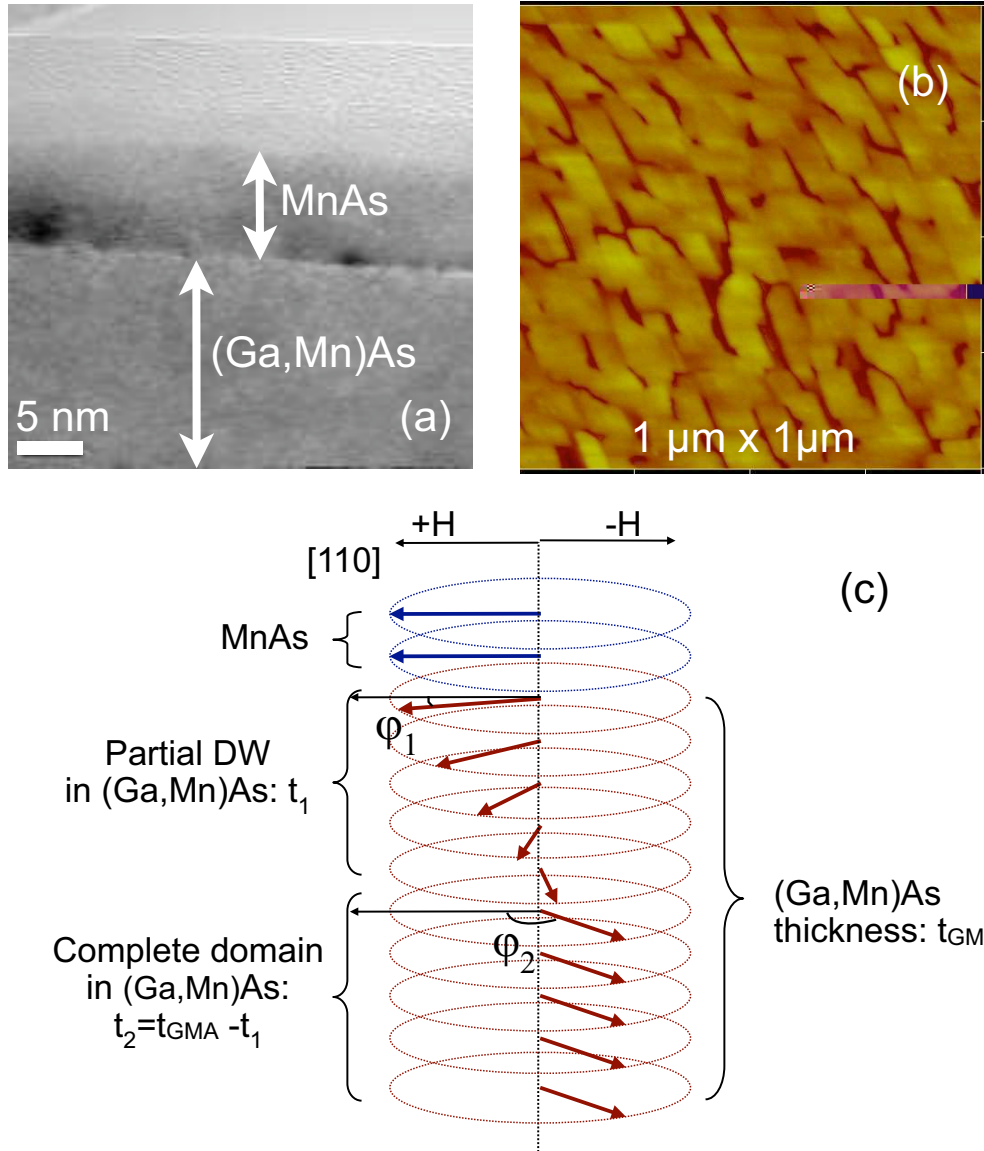 MnAs
(Ga,Mn)As
5 nm
(a)
(b)
1 µm x 1µm
+H
-H
[110]
(c)
MnAs
φ₁
Partial DW
in (Ga,Mn)As: t₁
φ₂
Complete domain
in (Ga,Mn)As:
t₂=tGMA -t₁
(Ga,Mn)As
thickness: tGM